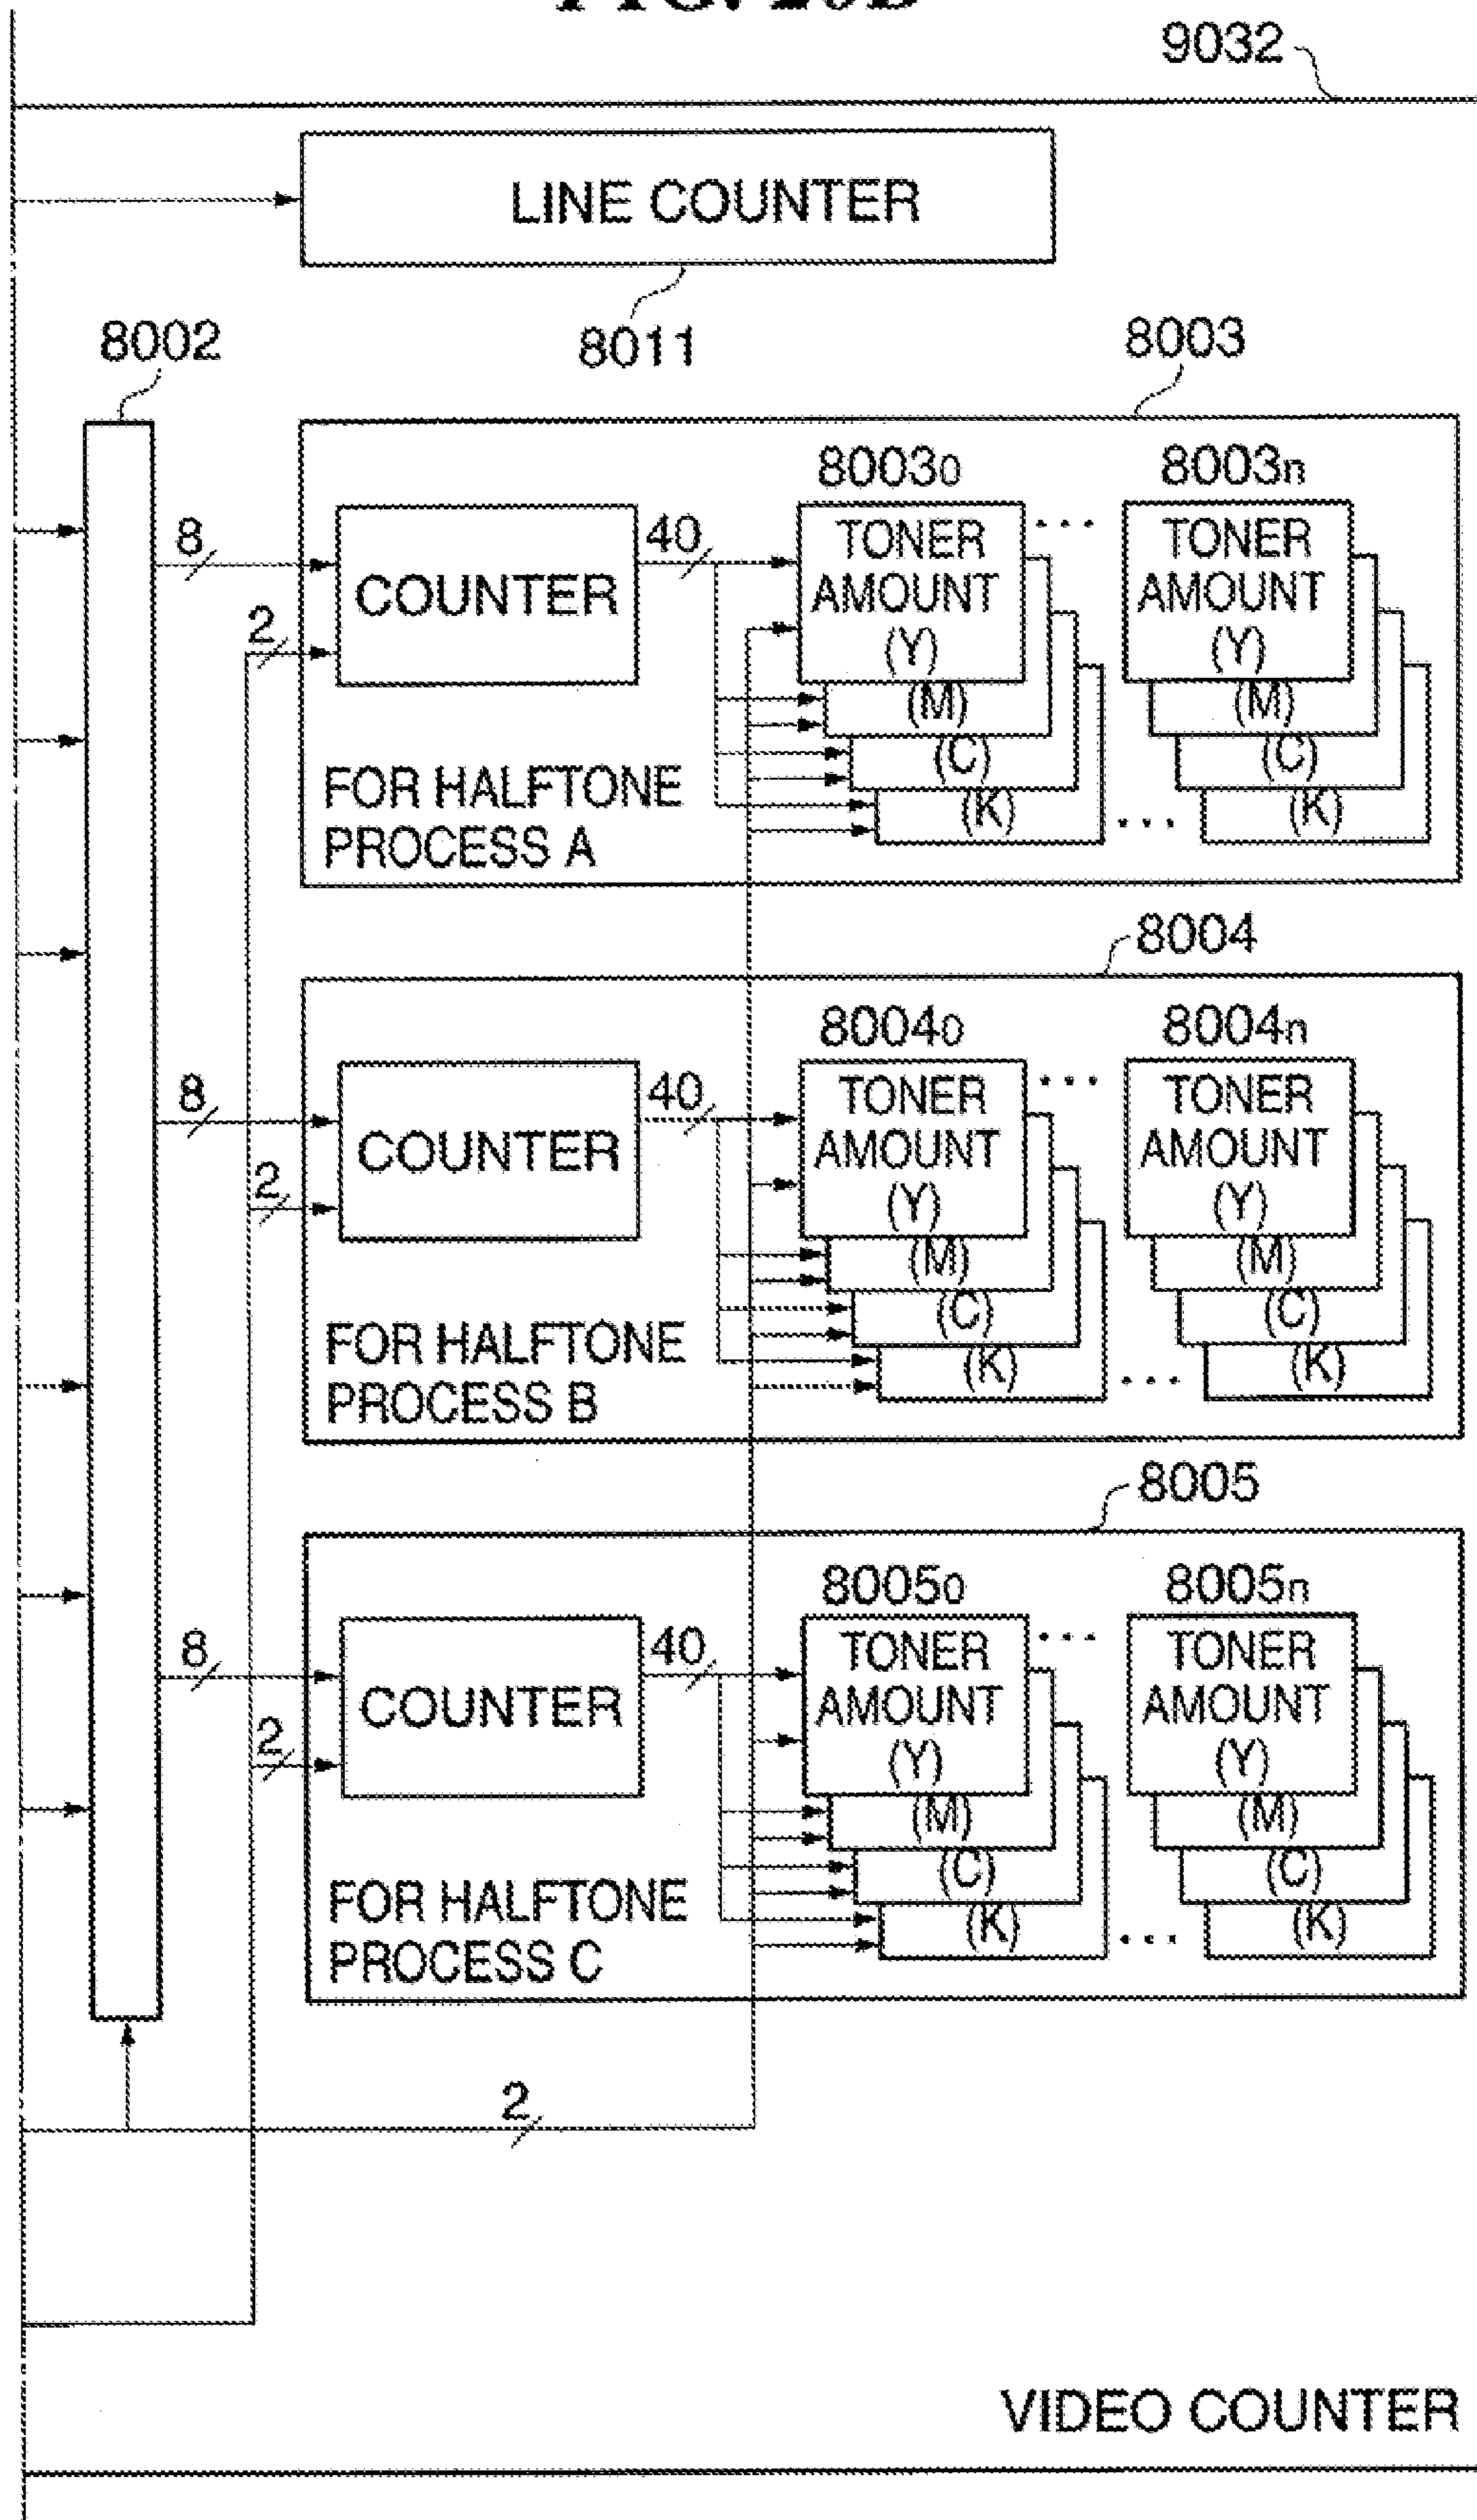 9032
LINE COUNTER
8011
8002
8003
80030
8003n
8
COUNTER
40
2
TONER
AMOUNT
(Y)
(M)
(C)
(K)
...
TONER
AMOUNT
(Y)
(M)
(C)
(K)
...
FOR HALFTONE
PROCESS A
8004
80040
8004n
8
COUNTER
40
2
TONER
AMOUNT
(Y)
(M)
(C)
(K)
...
TONER
AMOUNT
(Y)
(M)
(C)
(K)
...
FOR HALFTONE
PROCESS B
8005
80050
8005n
8
COUNTER
40
2
TONER
AMOUNT
(Y)
(M)
(C)
(K)
...
TONER
AMOUNT
(Y)
(M)
(C)
(K)
...
FOR HALFTONE
PROCESS C
2
VIDEO COUNTER